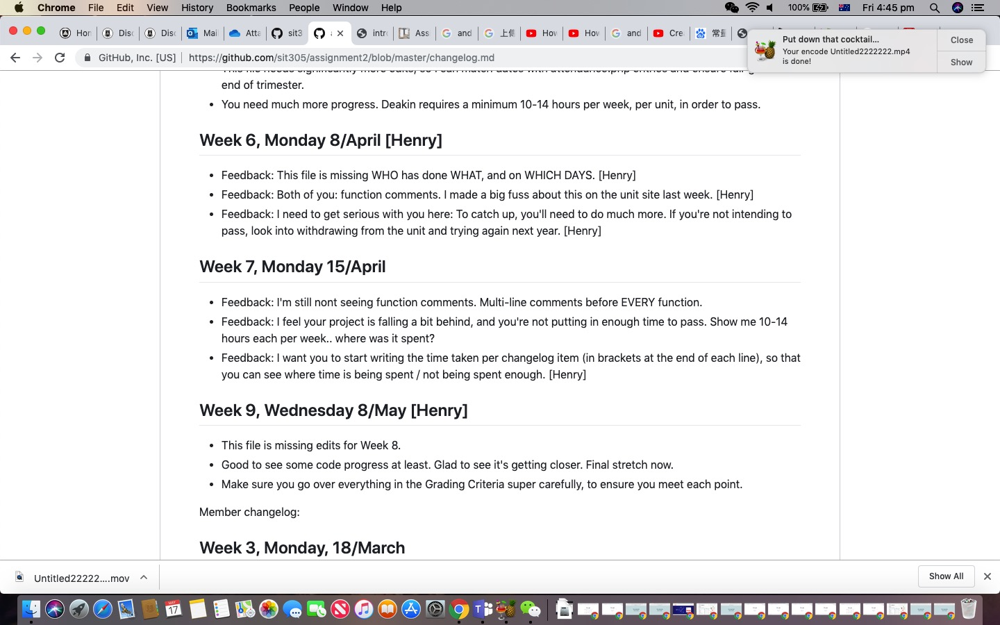 Chrome File Edit View History Bookmarks People Window Help 100% Fri 4:45 pm
Hor Disc Disc Mail Atta sit3 a intro Ass and 上 How How and Cre
GitHub, Inc. [US] https://github.com/sit305/assignment2/blob/master/changelog.md
Put down that cocktail...
Your encode Untitled2222222.mp4
is done!
Close
Show
end of trimester.
• You need much more progress. Deakin requires a minimum 10-14 hours per week, per unit, in order to pass.
Week 6, Monday 8/April [Henry]
• Feedback: This file is missing WHO has done WHAT, and on WHICH DAYS. [Henry]
• Feedback: Both of you: function comments. I made a big fuss about this on the unit site last week. [Henry]
• Feedback: I need to get serious with you here: To catch up, you'll need to do much more. If you're not intending to
pass, look into withdrawing from the unit and trying again next year. [Henry]
Week 7, Monday 15/April
• Feedback: I'm still nont seeing function comments. Multi-line comments before EVERY function.
• Feedback: I feel your project is falling a bit behind, and you're not putting in enough time to pass. Show me 10-14
hours each per week.. where was it spent?
• Feedback: I want you to start writing the time taken per changelog item (in brackets at the end of each line), so that
you can see where time is being spent / not being spent enough. [Henry]
Week 9, Wednesday 8/May [Henry]
• This file is missing edits for Week 8.
• Good to see some code progress at least. Glad to see it's getting closer. Final stretch now.
• Make sure you go over everything in the Grading Criteria super carefully, to ensure you meet each point.
Member changelog:
Week 3, Monday, 18/March
Untitled22222....mov
Show All
MAY
17